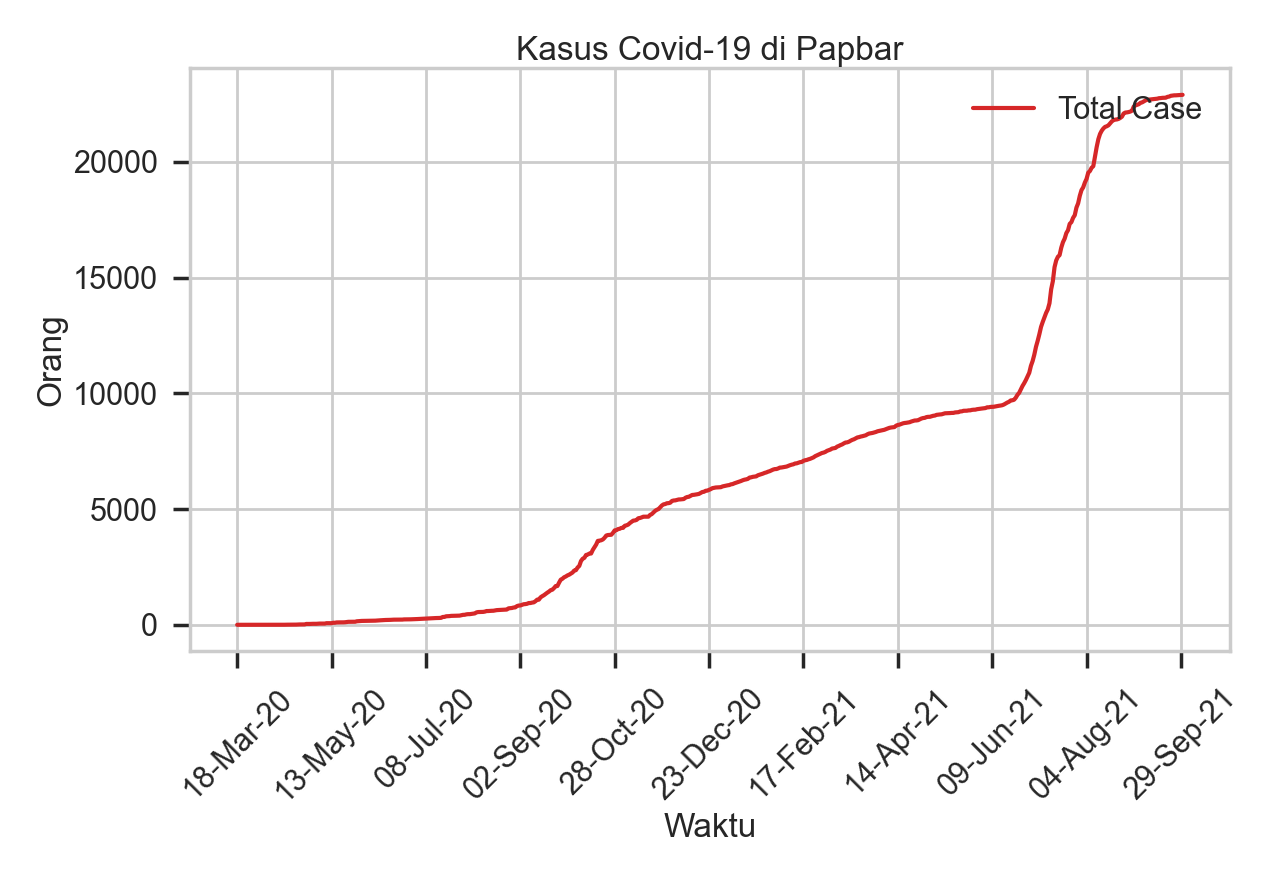 Kasus Covid-19 di Papbar
Total Case
20000
15000
10000
5000
0
Orang
18-Mar-20
13-May-20
08-Jul-20
02-Sep-20
28-Oct-20
23-Dec-20
17-Feb-21
14-Apr-21
09-Jun-21
04-Aug-21
29-Sep-21
Waktu